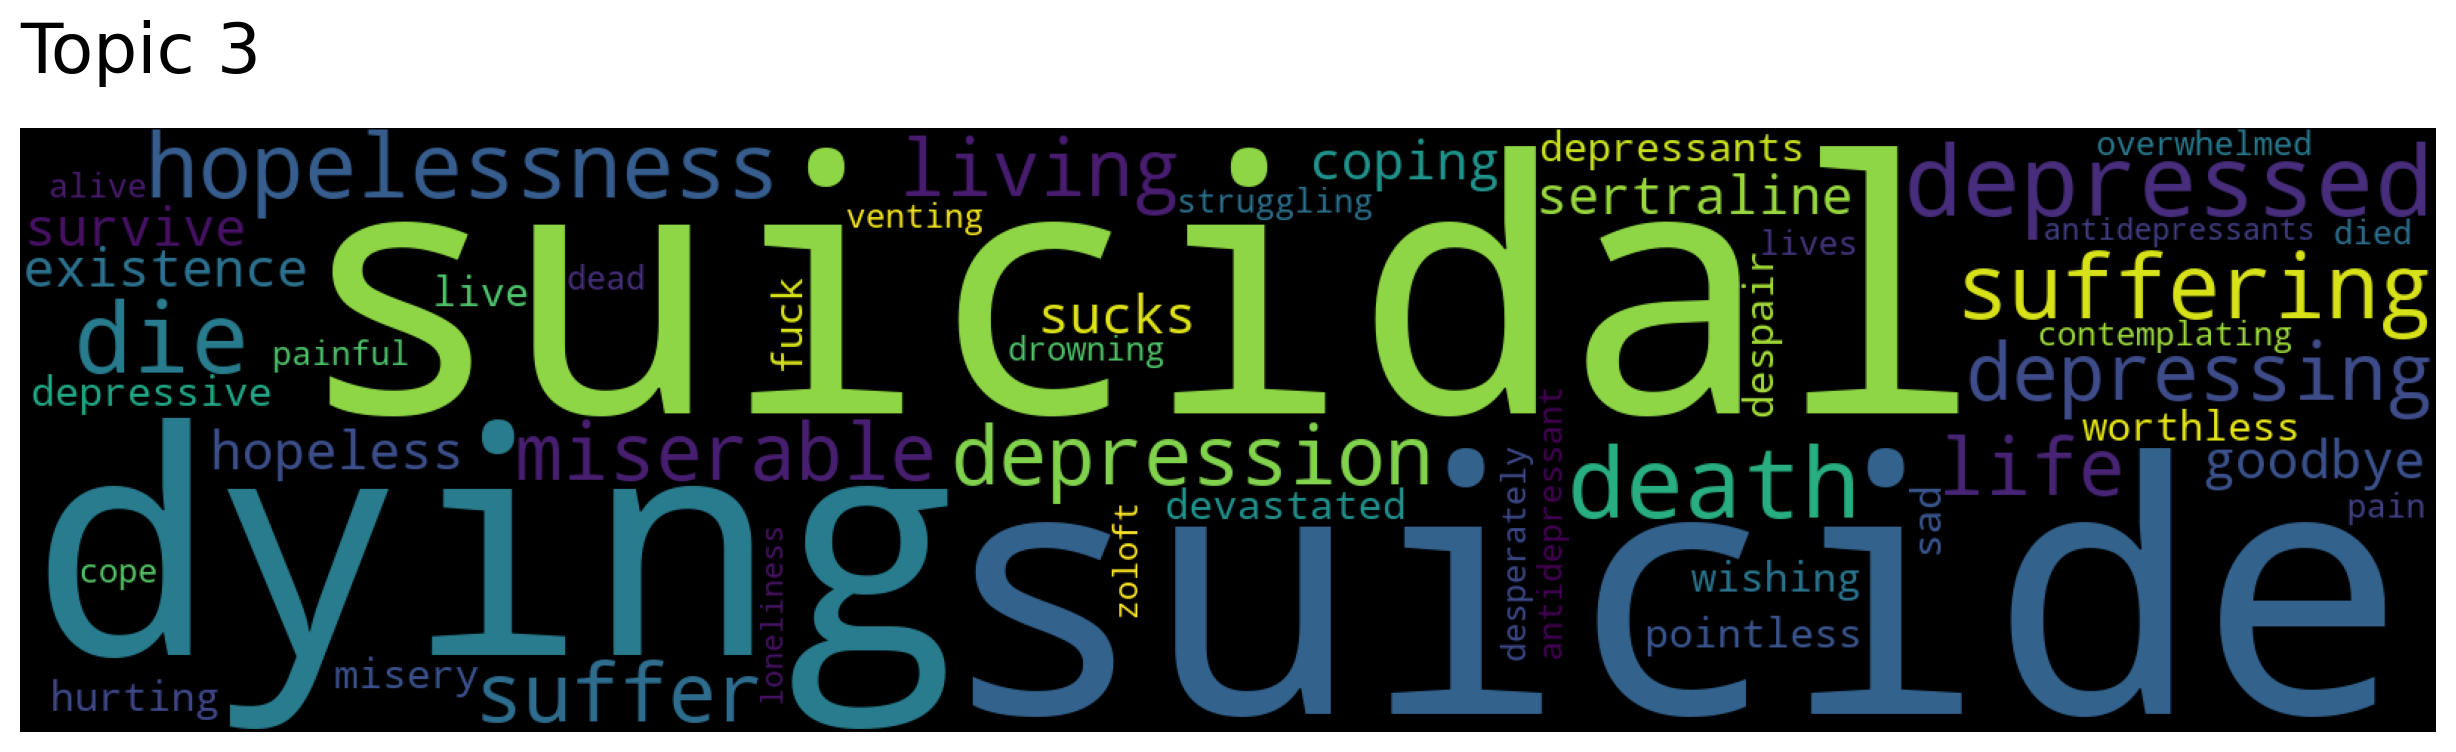 Topic 3
hopelessness
living
coping
depressants
overwhelmed
alive
survive
venting
struggling
sertraline
depressed
antidepressants
died
lives
existence
suicidal
live
dead
fuck
sucks
drowning
despair
suffering
contemplating
die
painful
depressing
depressive
hopeless
miserable
depression
death
life
worthless
goodbye
pain
dying
cope
devastated
zoloft
desperately
antidepressant
sad
suicide
wishing
pointless
loneliness
misery
suffer
hurting